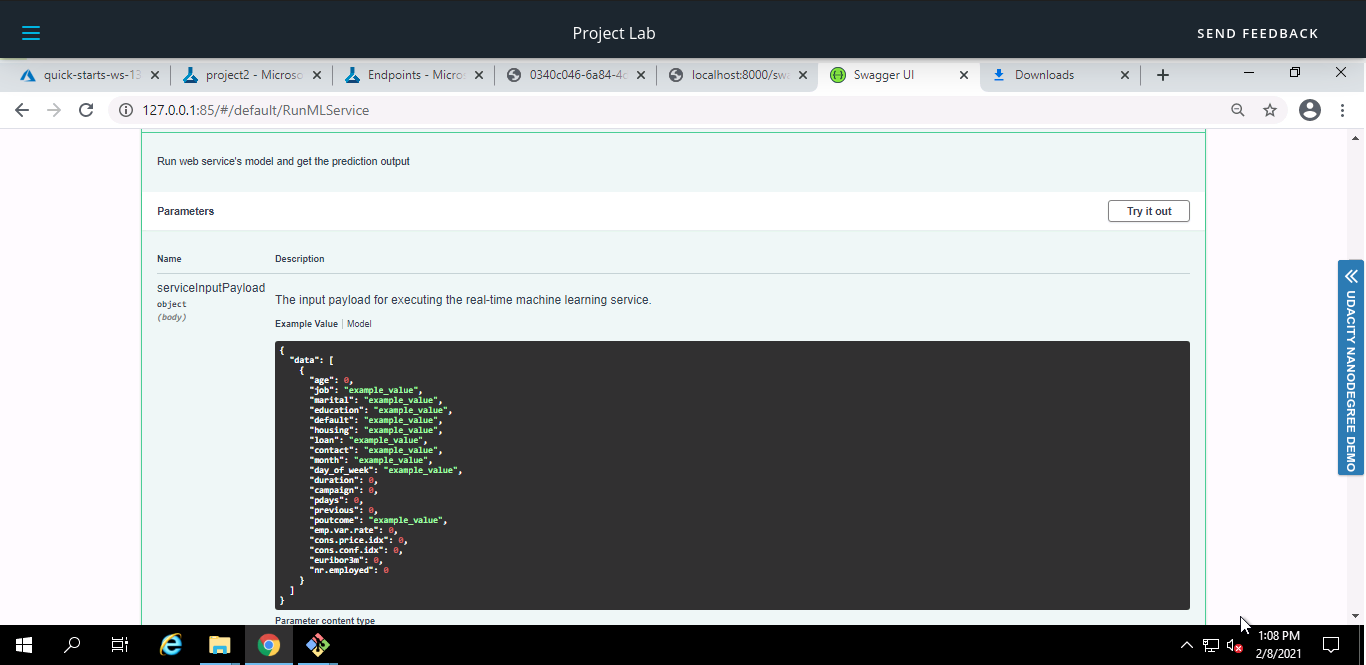 Project Lab
SEND FEEDBACK
quick-starts-ws-13
project2 - Microso
Endpoints - Micros
0340c046-6a84-4c
localhost:8000/swa
Swagger UI
Downloads
127.0.0.1:85/#/default/RunMLService
Run web service's model and get the prediction output
Parameters
Try it out
Name
Description
serviceInputPayload
object
(body)
The input payload for executing the real-time machine learning service.
Example Value | Model
{
"data": [
{
"age": 0,
"job": "example_value",
"marital": "example_value",
"education": "example_value",
"default": "example_value",
"housing": "example_value",
"loan": "example_value",
"contact": "example_value",
"month": "example_value",
"day_of_week": "example_value",
"duration": 0,
"campaign": 0,
"pdays": 0,
"previous": 0,
"poutcome": "example_value",
"emp.var.rate": 0,
"cons.price.idx": 0,
"cons.conf.idx": 0,
"euribor3m": 0,
"nr.employed": 0
}
]
}
Parameter content type
UDACITY NANODEGREE DEMO
1:08 PM
2/8/2021